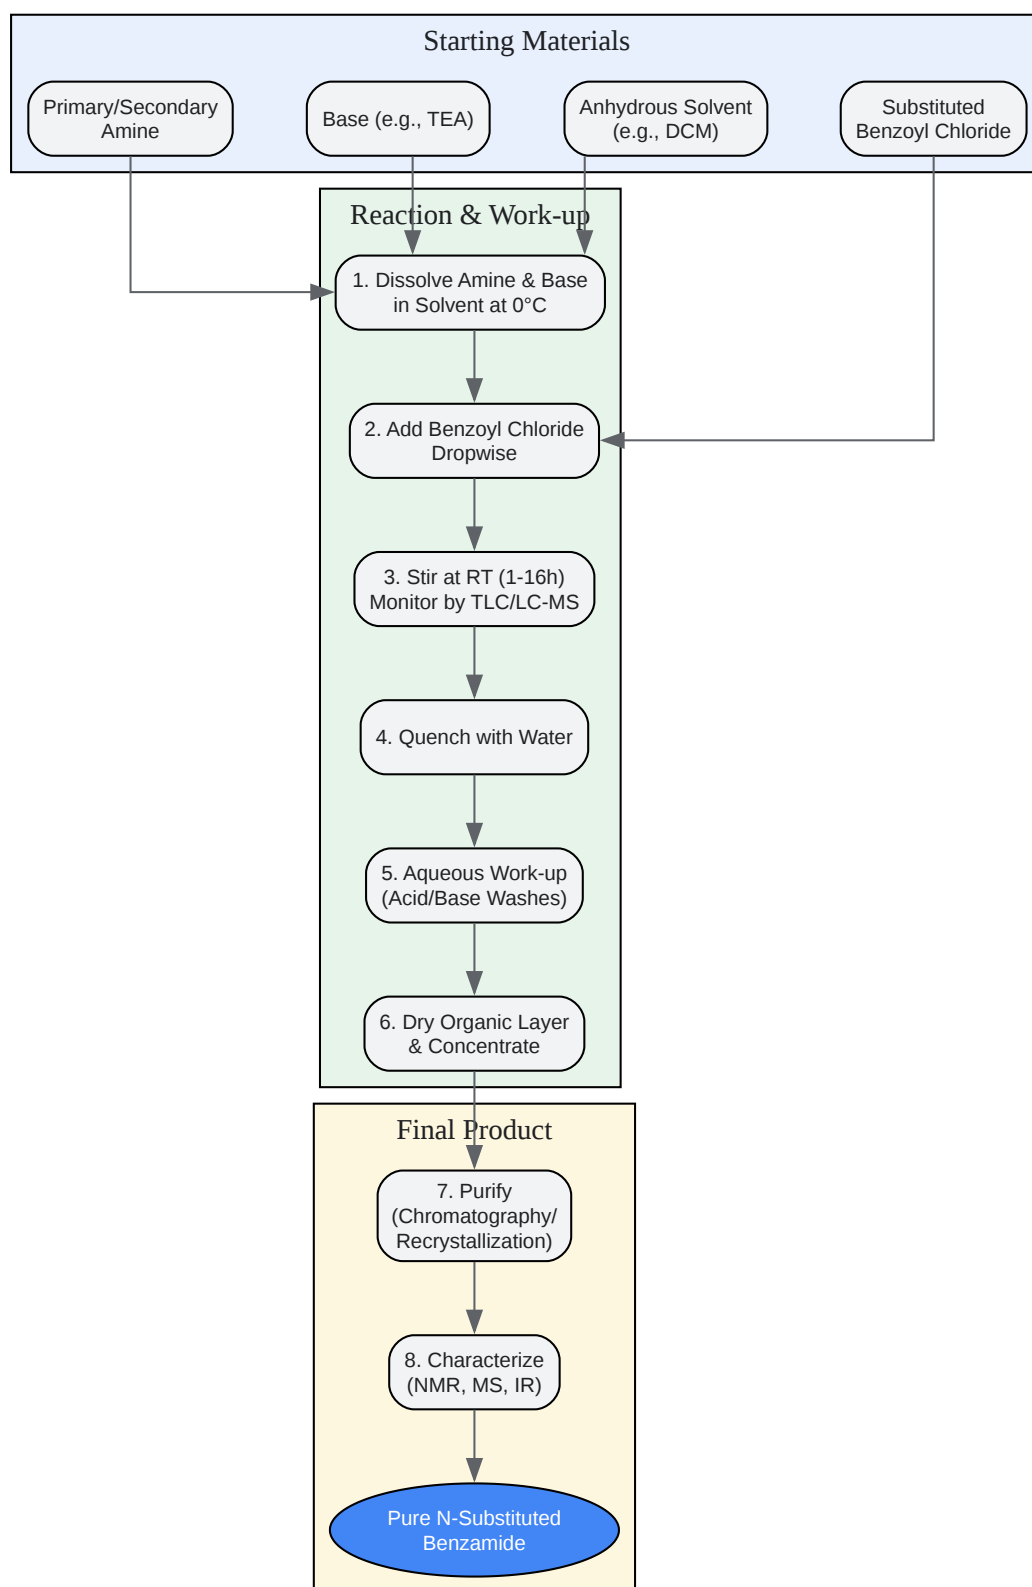 Starting Materials
Primary/Secondary
Amine
Base (e.g., TEA)
Anhydrous Solvent
(e.g., DCM)
Substituted
Benzoyl Chloride
Reaction & Work-up
1. Dissolve Amine & Base
in Solvent at 0°C
2. Add Benzoyl Chloride
Dropwise
3. Stir at RT (1-16h)
Monitor by TLC/LC-MS
4. Quench with Water
5. Aqueous Work-up
(Acid/Base Washes)
6. Dry Organic Layer
& Concentrate
Final Product
7. Purify
(Chromatography/
Recrystallization)
8. Characterize
(NMR, MS, IR)
Pure N-Substituted
Benzamide